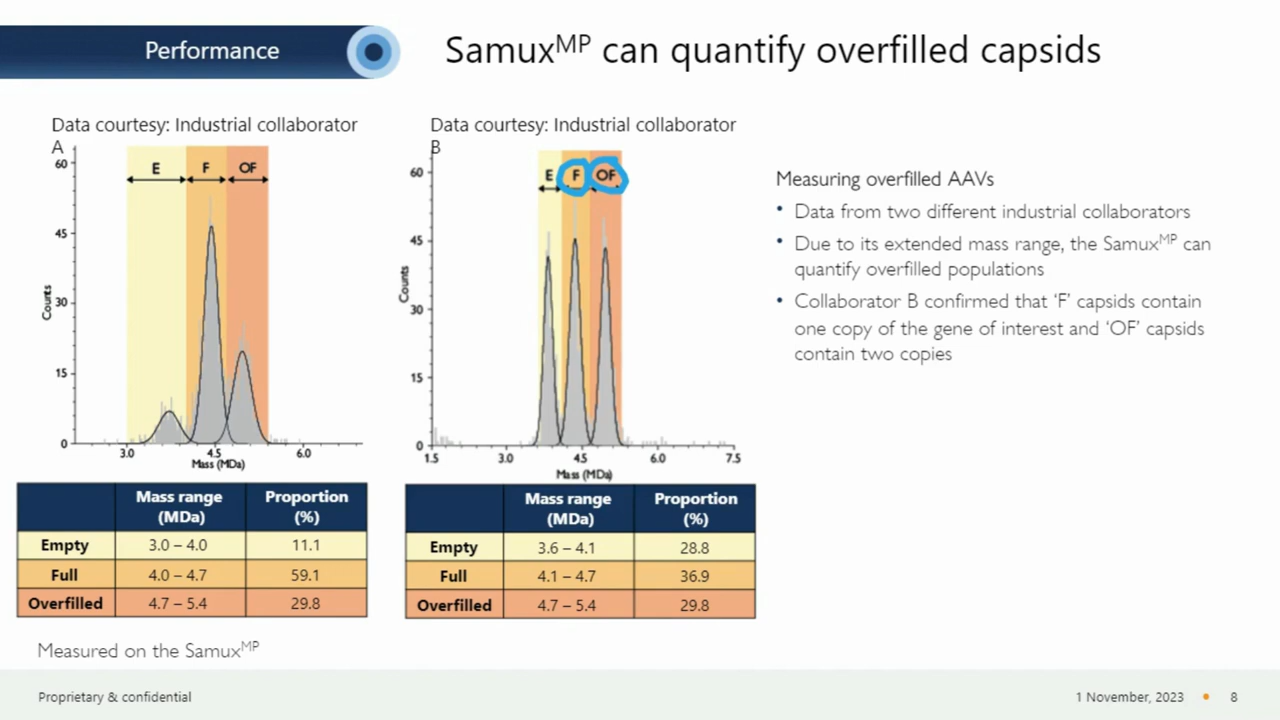 Performance
Samux^MP can quantify overfilled capsids
Data courtesy: Industrial collaborator
A
60
45
30
15
0
Counts
E
F
OF
3.0
4.5
6.0
Mass (MDa)
Mass range (MDa) Proportion (%)
Empty 3.0 – 4.0 11.1
Full 4.0 – 4.7 59.1
Overfilled 4.7 – 5.4 29.8
Data courtesy: Industrial collaborator
B
60
45
30
15
0
Counts
E
F
OF
1.5
3.0
4.5
6.0
7.5
Mass (MDa)
Mass range (MDa) Proportion (%)
Empty 3.6 – 4.1 28.8
Full 4.1 – 4.7 36.9
Overfilled 4.7 – 5.4 29.8
Measuring overfilled AAVs
• Data from two different industrial collaborators
• Due to its extended mass range, the Samux^MP can
quantify overfilled populations
• Collaborator B confirmed that ‘F’ capsids contain
one copy of the gene of interest and ‘OF’ capsids
contain two copies
Measured on the Samux^MP
Proprietary & confidential
1 November, 2023 • 8